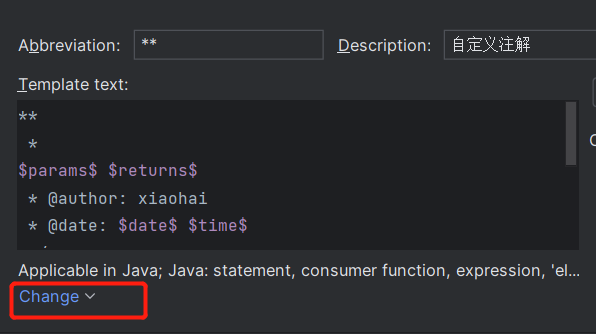 Abbreviation: ** Description: 自定义注解
Template text:
**
*
$params$ $returns$
* @author: xiaohai
* @date: $date$ $time$
Applicable in Java; Java: statement, consumer function, expression, 'el...
Change